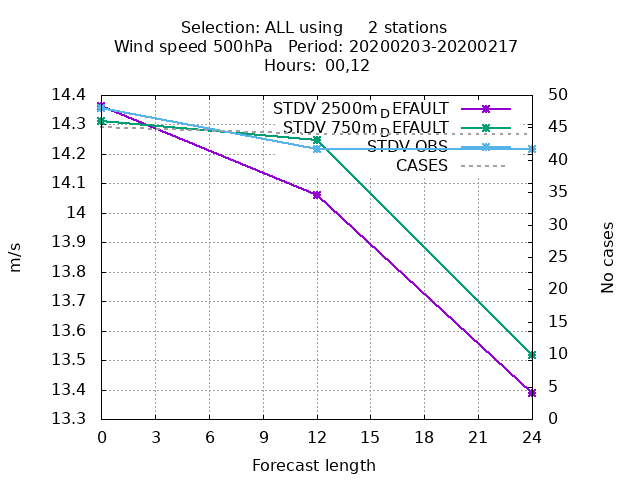 Selection: ALL using     2 stations
Wind speed 500hPa   Period: 20200203-20200217
Hours: 00,12
14.4
14.3
14.2
14.1
14
13.9
13.8
13.7
13.6
13.5
13.4
13.3
m/s
STDV 2500m_DEFAULT
STDV 750m_DEFAULT
STDV OBS
CASES
50
45
40
35
30
25
20
15
10
5
0
No cases
0 3 6 9 12 15 18 21 24
Forecast length